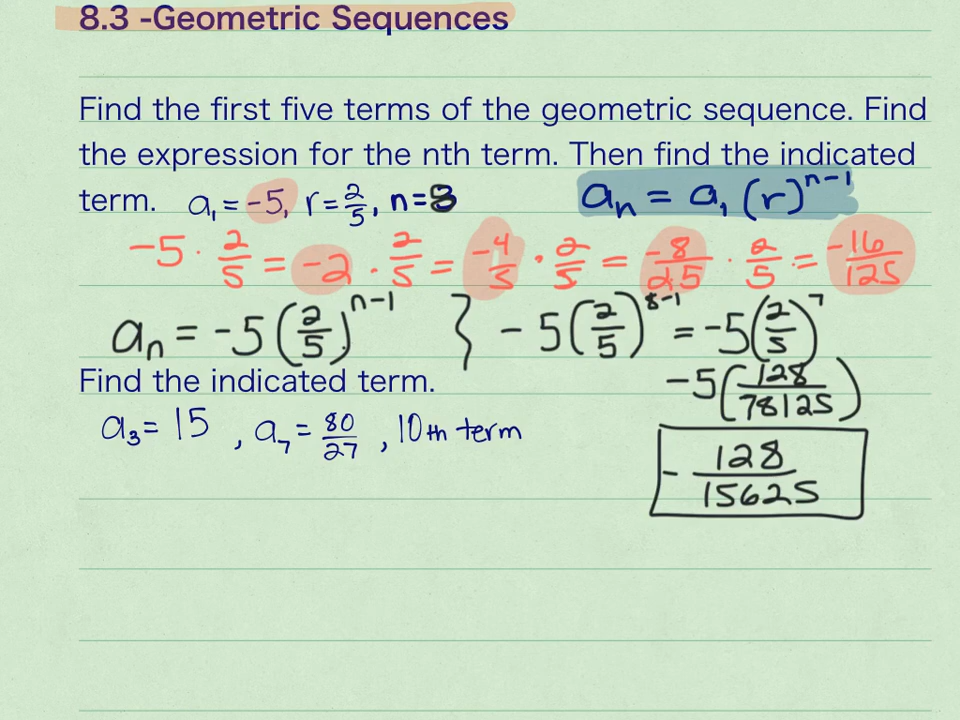 8.3 -Geometric Sequences
Find the first five terms of the geometric sequence. Find
the expression for the nth term. Then find the indicated
term. a₁ = -5, r = 2/5, n=8 aₙ = a₁ (r)ⁿ⁻¹
-5 · 2/5 = -2 · 2/5 = -4/5 · 2/5 = -8/25 · 2/5 = -16/125
aₙ = -5(2/5)ⁿ⁻¹ } -5(2/5)⁸⁻¹ = -5(2/5)⁷
Find the indicated term. -5(128/78125)
a₃ = 15 , a₇ = 80/27 , 10th term
-128/15625